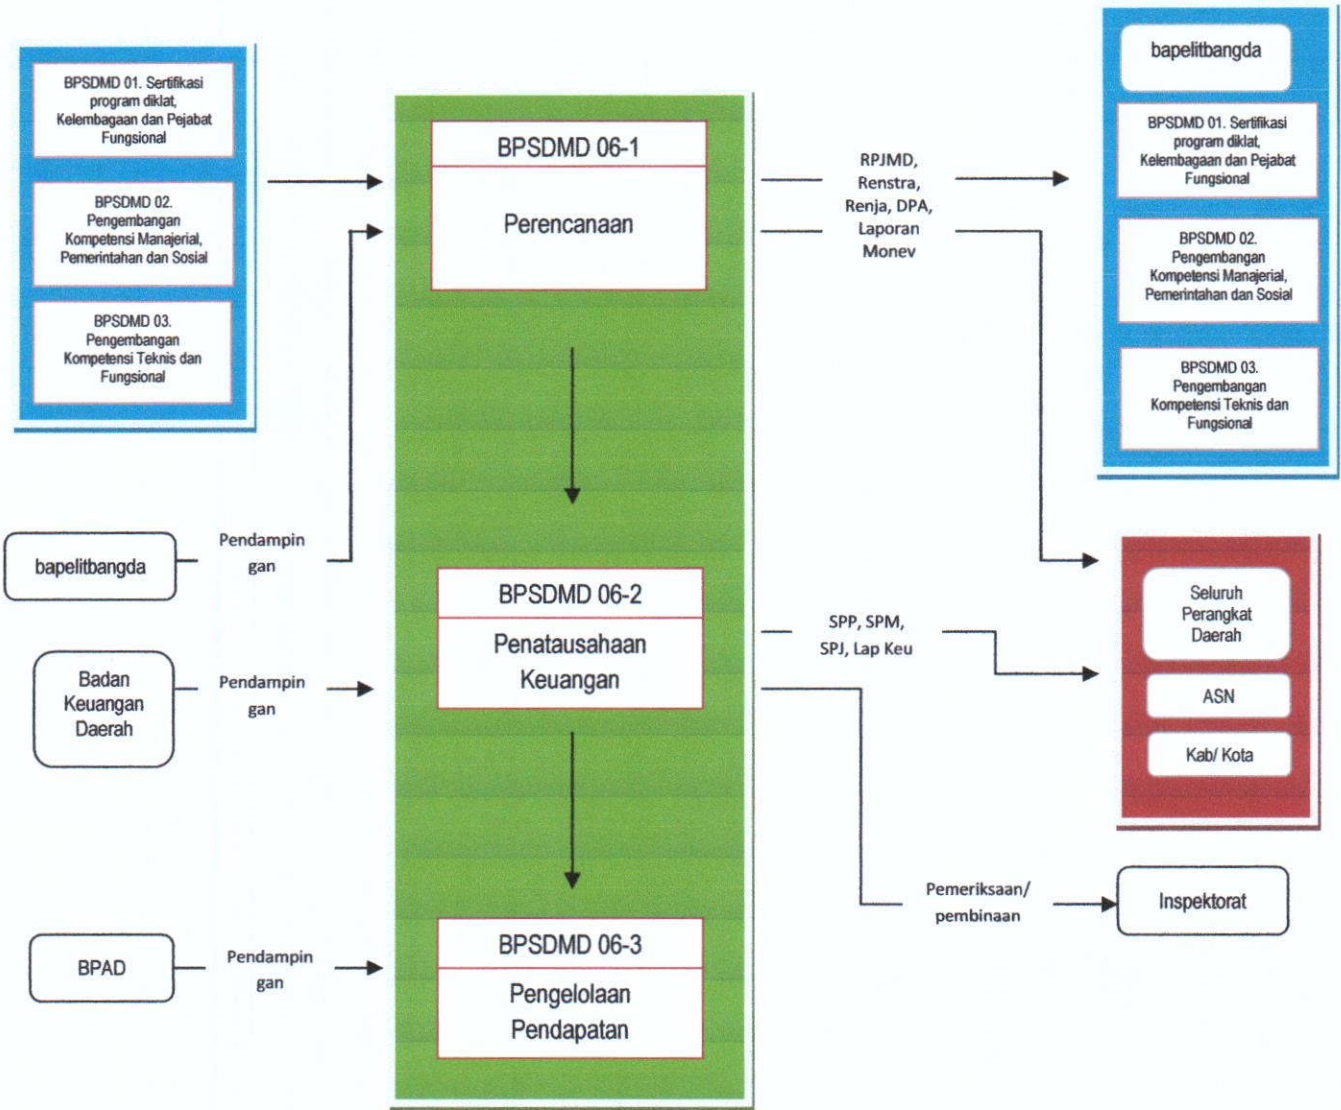 BPSDMD 01. Sertifikasi
program diklat,
Kelembagaan dan Pejabat
Fungsional
BPSDMD 02.
Pengembangan
Kompetensi Manajerial,
Pemerintahan dan Sosial
BPSDMD 03.
Pengembangan
Kompetensi Teknis dan
Fungsional
bapelitbangda
Pendampin
gan
Badan
Keuangan
Daerah
Pendampin
gan
BPAD
Pendampin
gan
BPSDMD 06-1
Perencanaan
BPSDMD 06-2
Penatausahaan
Keuangan
BPSDMD 06-3
Pengelolaan
Pendapatan
RPJMD,
Renstra,
Renja, DPA,
Laporan
Monev
SPP, SPM,
SPJ, Lap Keu
Pemeriksaan/
pembinaan
bapelitbangda
BPSDMD 01. Sertifikasi
program diklat,
Kelembagaan dan Pejabat
Fungsional
BPSDMD 02.
Pengembangan
Kompetensi Manajerial,
Pemerintahan dan Sosial
BPSDMD 03.
Pengembangan
Kompetensi Teknis dan
Fungsional
Seluruh
Perangkat
Daerah
ASN
Kab/ Kota
Inspektorat